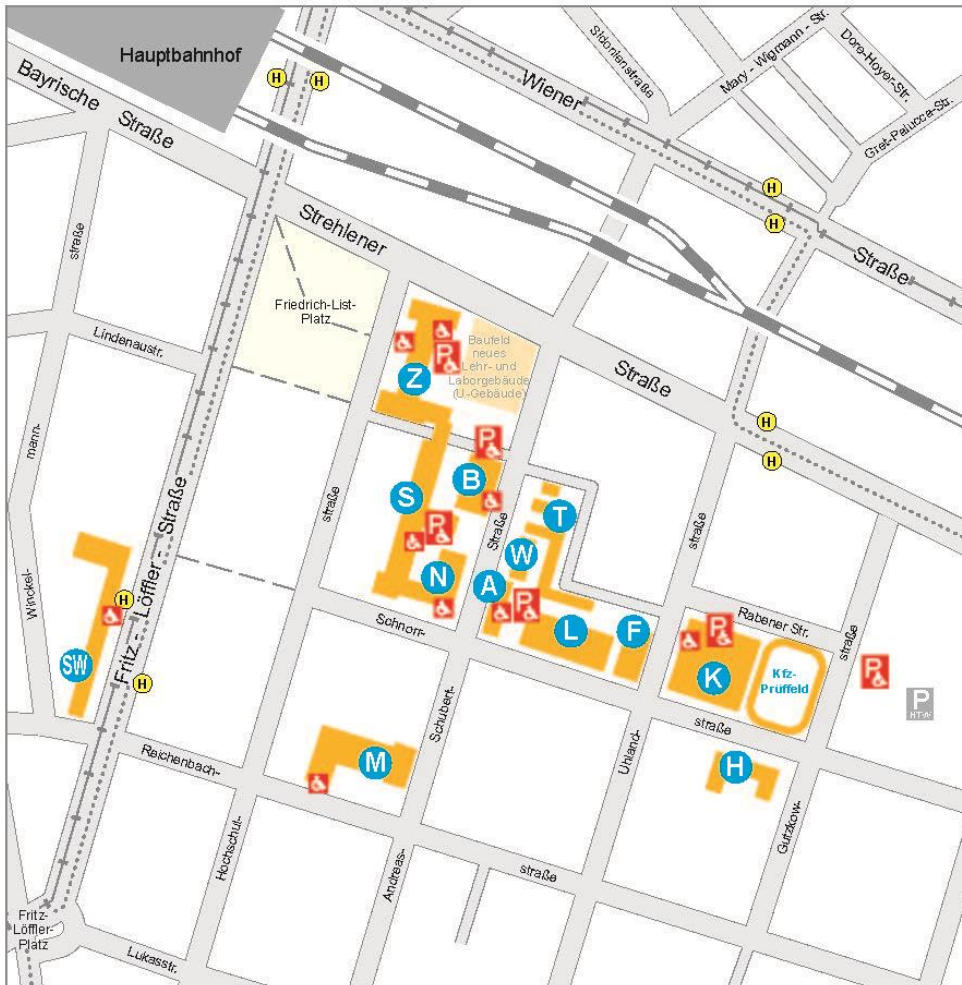 Hauptbahnhof
H
H
Bayrische
Straße
Wiener
Sidonienstraße
Mary - Wigmann - Str.
Dore-Hoyer-Str.
Gret-Palucca-Str.
H
H
Straße
Strehlener
Straße
straße
Friedrich-List-
Platz
Lindenaustr.
Baufeld
neues
Lehr- und
Laborgebäude
(U-Gebäude)
P
Z
H
H
mann-
Winckel-
Fritz - Löffler - Straße
straße
P
B
S
P
N
Straße
T
W
A
P
L
F
straße
P
K
Rabener Str.
Kfz-
Prüffeld
straße
P
P
HTW
H
SW
H
Schnorr-
straße
Schubert-
Uhland-
H
M
Reichenbach-
straße
Hochschul-
Andreas-
Gutzkow-
Fritz-
Löffler-
Platz
Lukasstr.